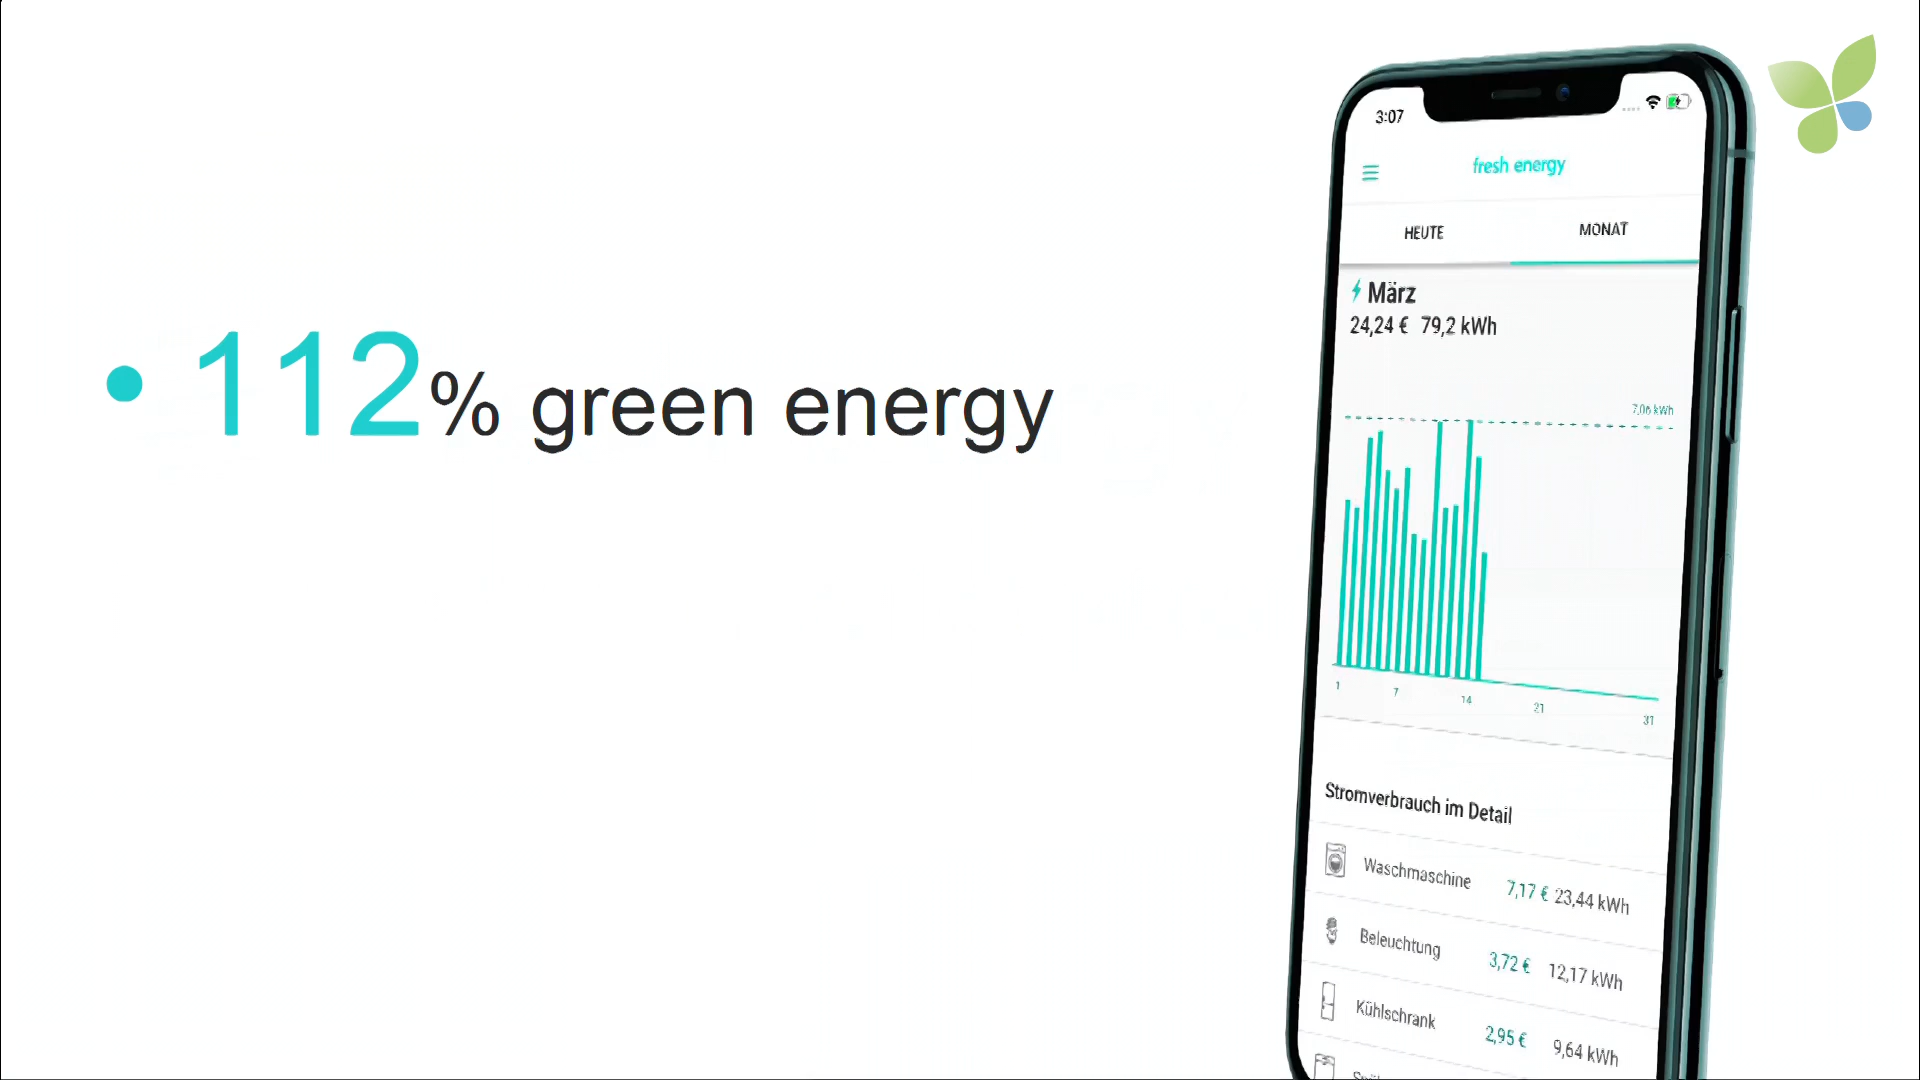 • 112% green energy
3:07
fresh energy
HEUTE MONAT
März
24,24 € 79,2 kWh
7,06 kWh
1 7 14 21 31
Stromverbrauch im Detail
Waschmaschine 7,17 € 23,44 kWh
Beleuchtung 3,72 € 12,17 kWh
Kühlschrank 2,95 € 9,64 kWh